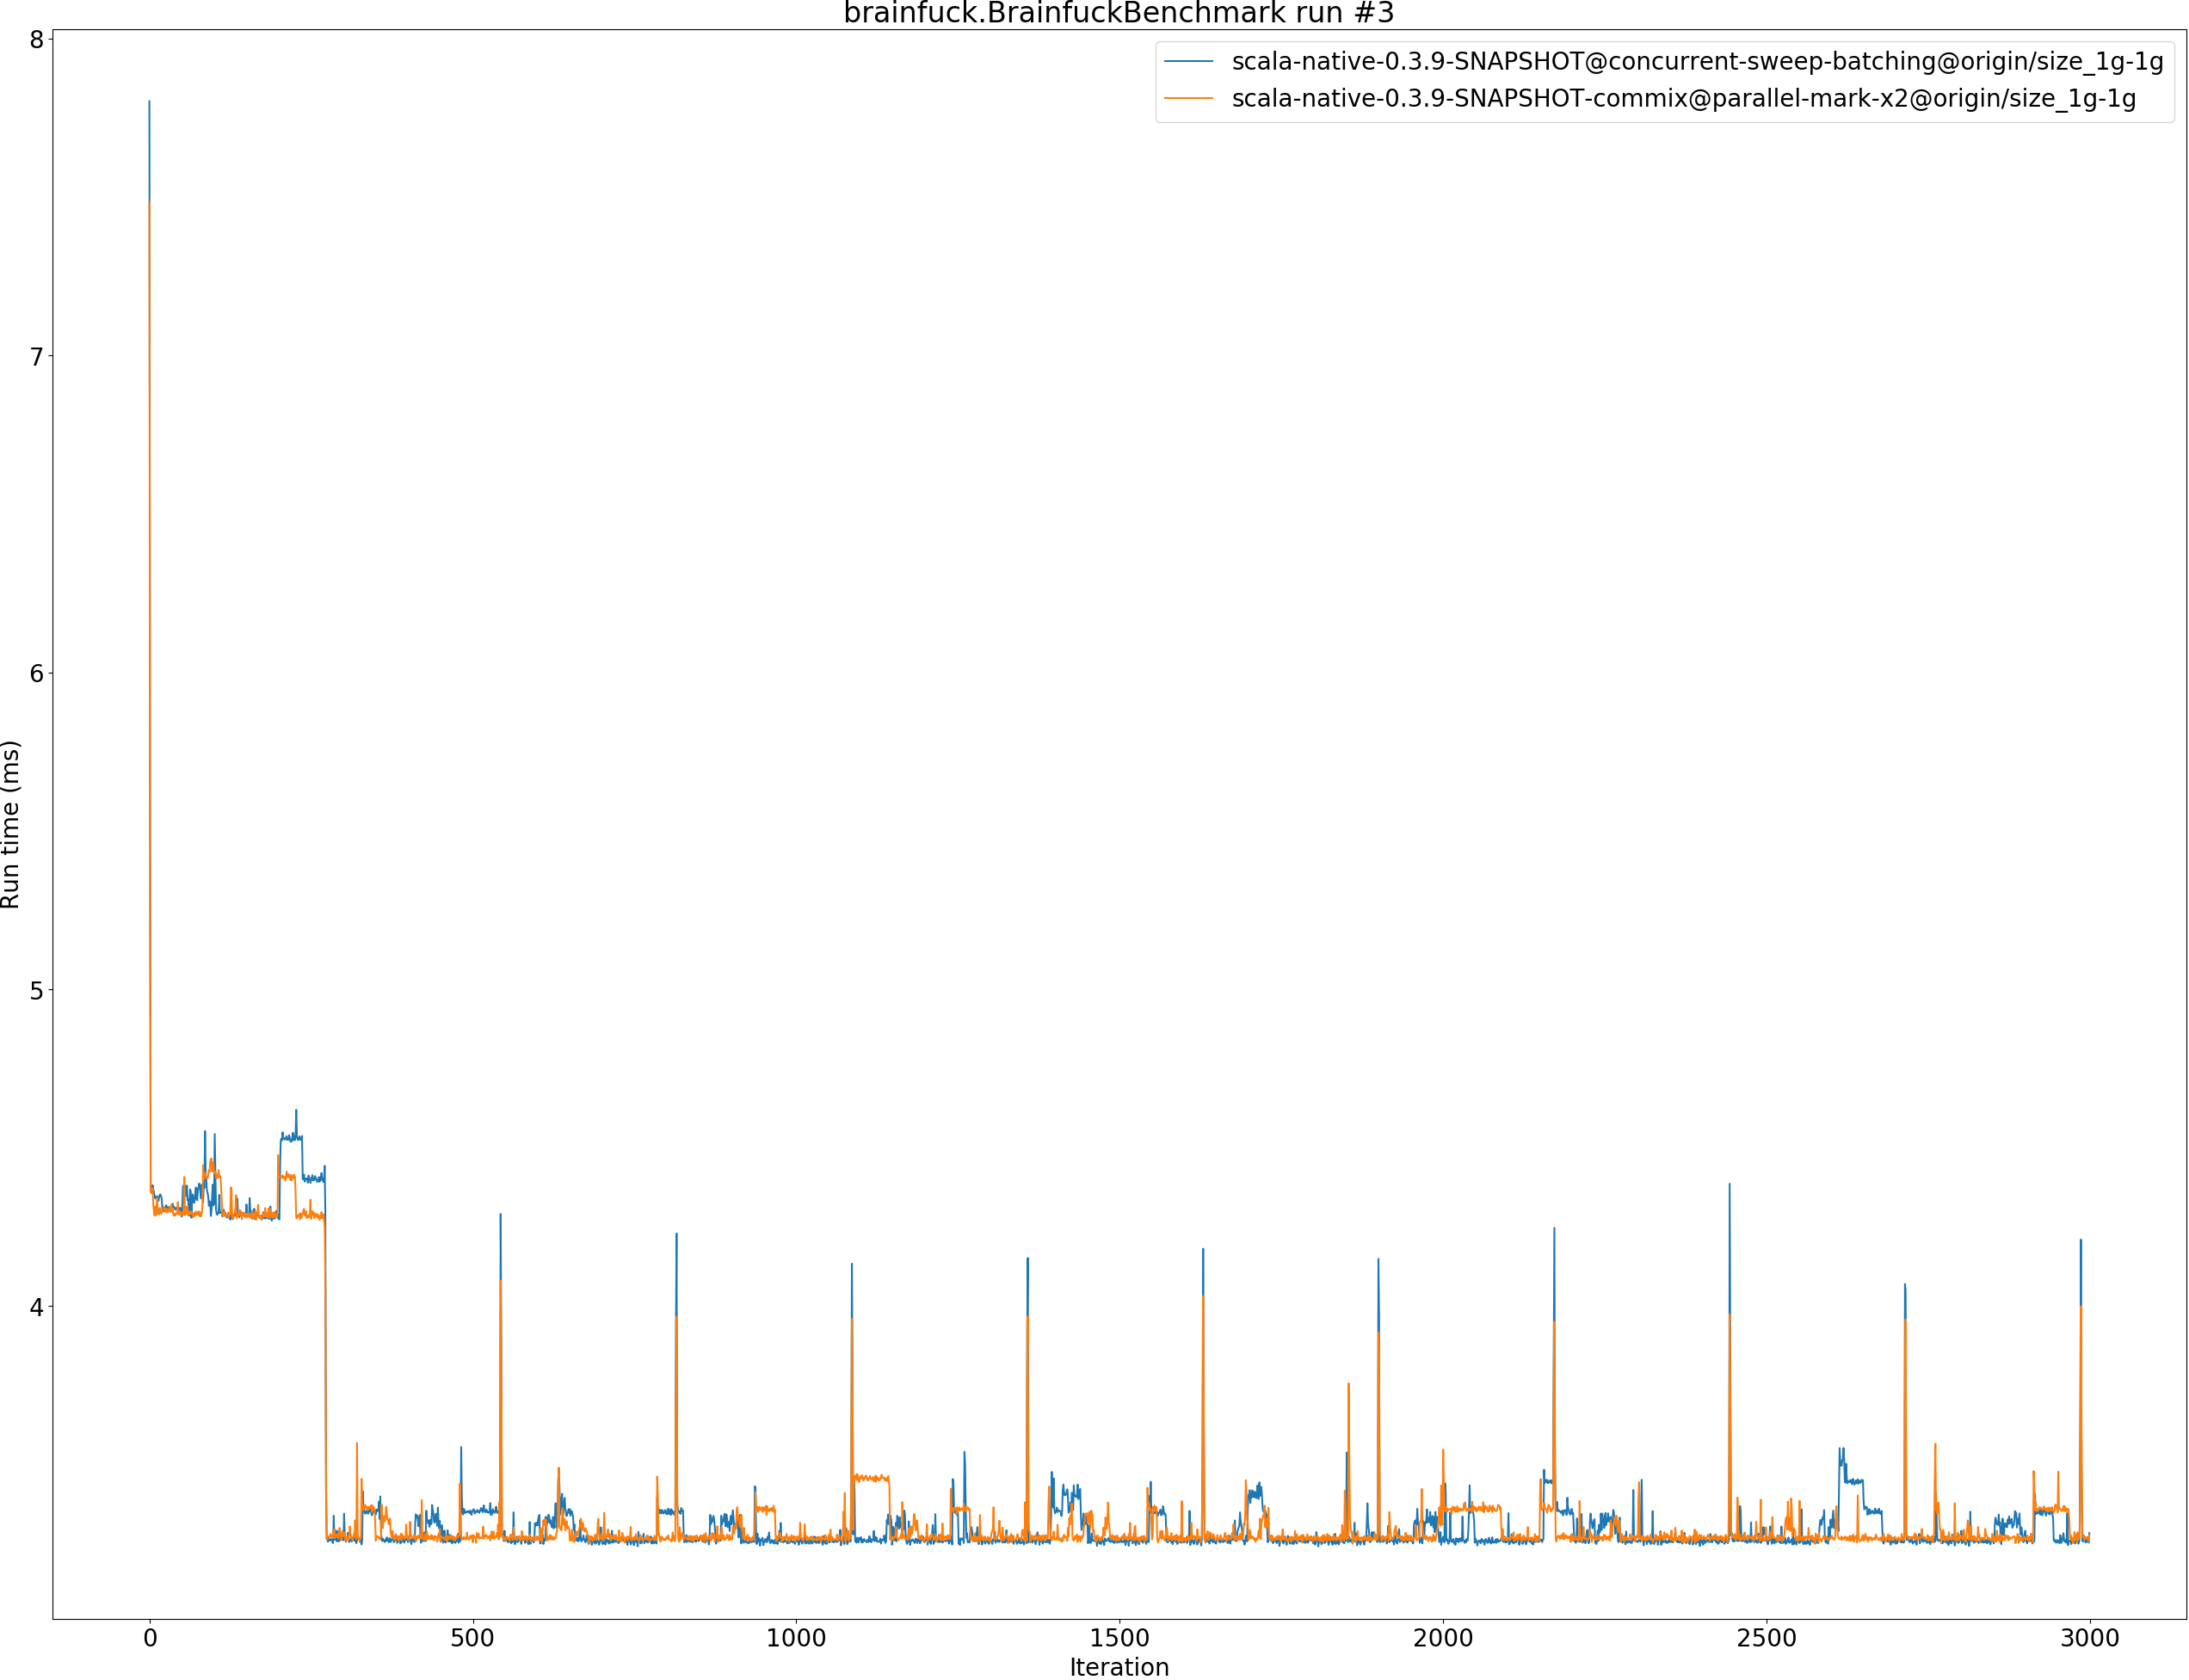 brainfuck.BrainfuckBenchmark run #3
scala-native-0.3.9-SNAPSHOT@concurrent-sweep-batching@origin/size_1g-1g
scala-native-0.3.9-SNAPSHOT-commix@parallel-mark-x2@origin/size_1g-1g
8
7
6
5
4
Run time (ms)
0 500 1000 1500 2000 2500 3000
Iteration